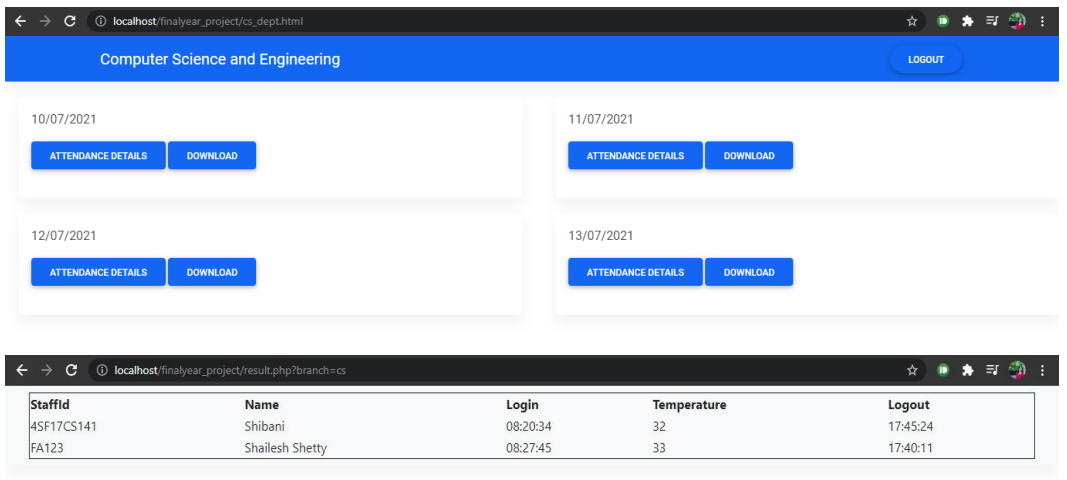 localhost/finalyear_project/cs_dept.html
Computer Science and Engineering LOGOUT
10/07/2021 11/07/2021
ATTENDANCE DETAILS DOWNLOAD ATTENDANCE DETAILS DOWNLOAD
12/07/2021 13/07/2021
ATTENDANCE DETAILS DOWNLOAD ATTENDANCE DETAILS DOWNLOAD
localhost/finalyear_project/result.php?branch=cs
StaffId Name Login Temperature Logout
4SF17CS141 Shibani 08:20:34 32 17:45:24
FA123 Shailesh Shetty 08:27:45 33 17:40:11